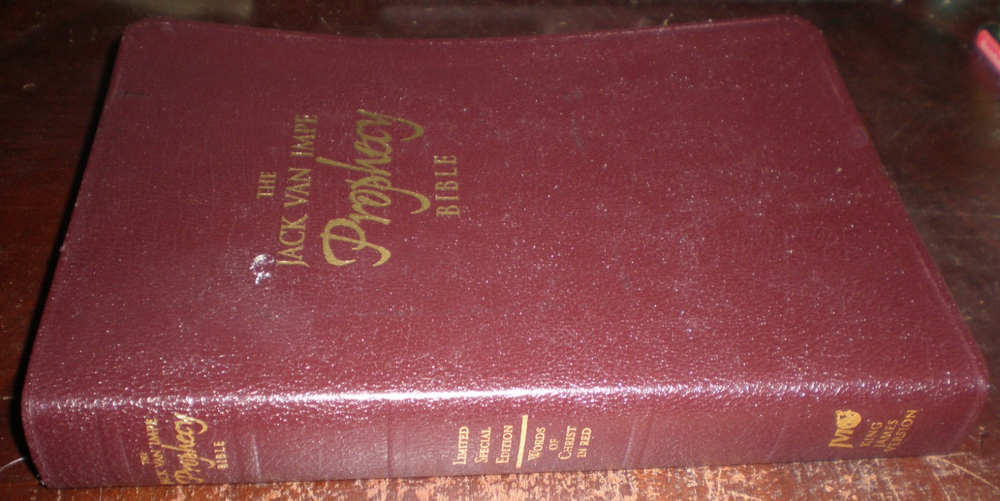 THE
JACK VAN IMPE
Prophecy
BIBLE
THE
JACK VAN IMPE
Prophecy
BIBLE
LIMITED
SPECIAL
EDITION
WORDS
OF
CHRIST
IN RED
KING
JAMES
VERSION